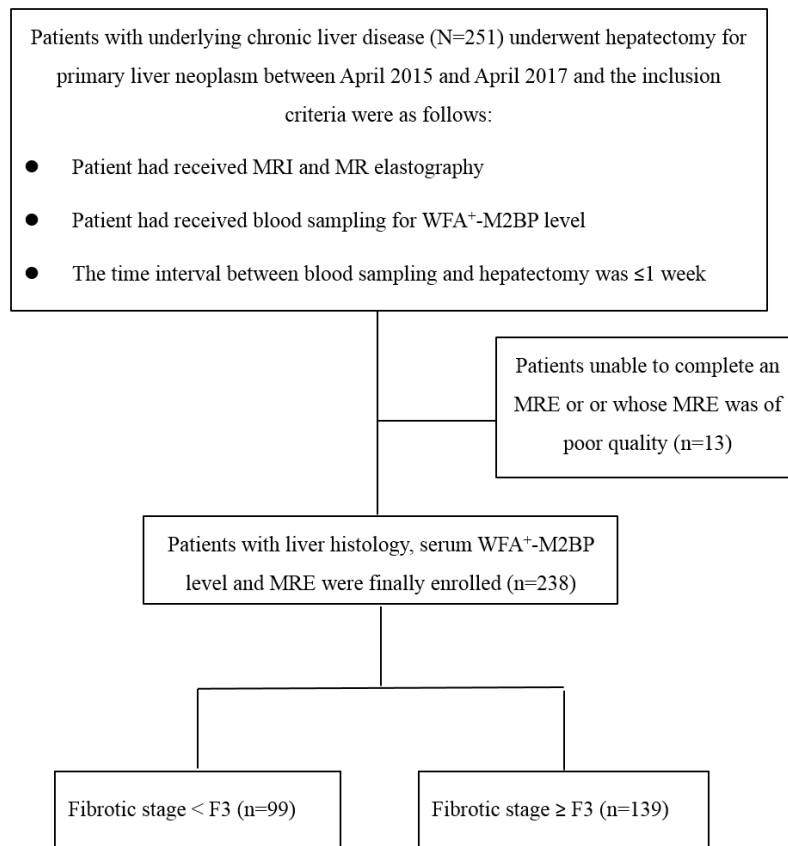 Patients with underlying chronic liver disease (N=251) underwent hepatectomy for
primary liver neoplasm between April 2015 and April 2017 and the inclusion
criteria were as follows:
● Patient had received MRI and MR elastography
● Patient had received blood sampling for WFA⁺-M2BP level
● The time interval between blood sampling and hepatectomy was ≤1 week
Patients unable to complete an
MRE or or whose MRE was of
poor quality (n=13)
Patients with liver histology, serum WFA⁺-M2BP
level and MRE were finally enrolled (n=238)
Fibrotic stage < F3 (n=99)
Fibrotic stage ≥ F3 (n=139)